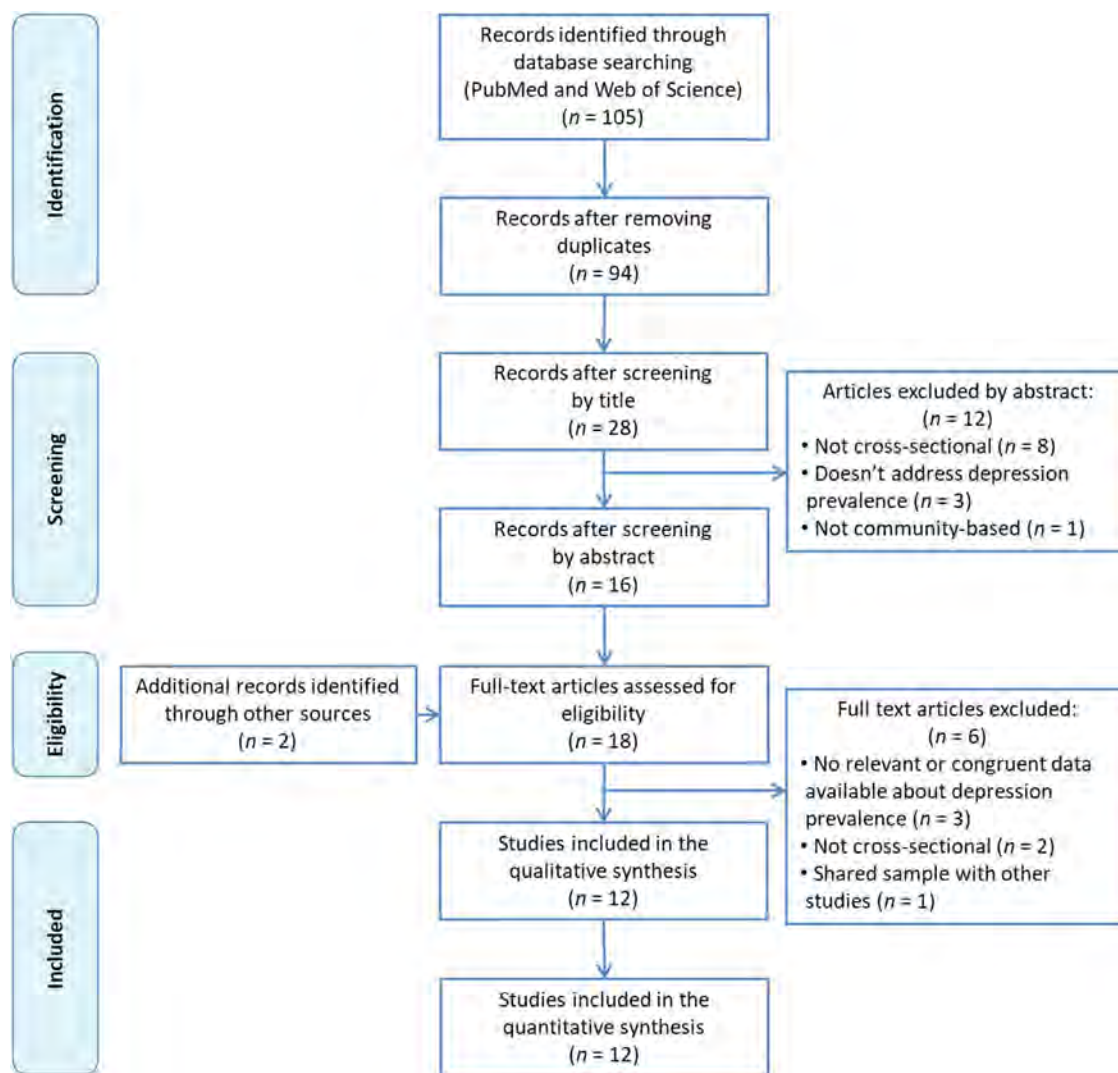 Identification
Records identified through
database searching
(PubMed and Web of Science)
(n = 105)
Records after removing
duplicates
(n = 94)
Screening
Records after screening
by title
(n = 28)
Articles excluded by abstract:
(n = 12)
• Not cross-sectional (n = 8)
• Doesn't address depression
prevalence (n = 3)
• Not community-based (n = 1)
Records after screening
by abstract
(n = 16)
Eligibility
Additional records identified
through other sources
(n = 2)
Full-text articles assessed for
eligibility
(n = 18)
Full text articles excluded:
(n = 6)
• No relevant or congruent data
available about depression
prevalence (n = 3)
• Not cross-sectional (n = 2)
• Shared sample with other
studies (n = 1)
Included
Studies included in the
qualitative synthesis
(n = 12)
Studies included in the
quantitative synthesis
(n = 12)